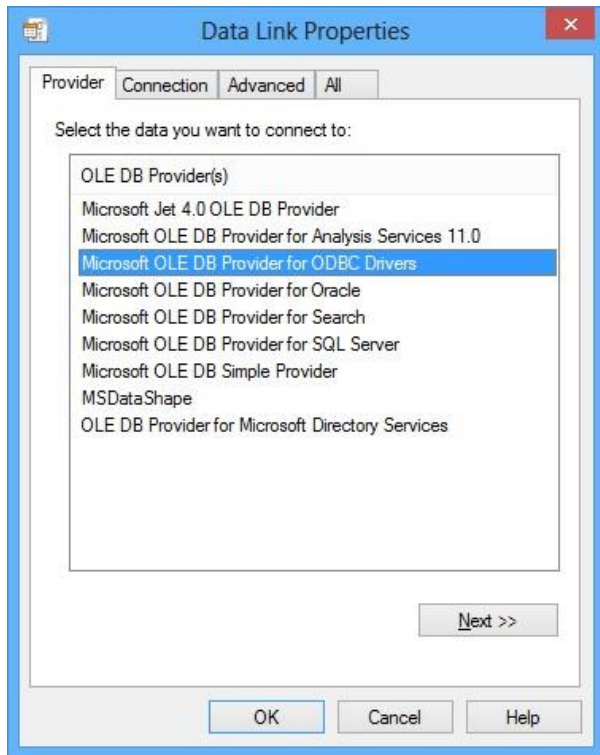 Data Link Properties
Provider Connection Advanced All
Select the data you want to connect to:
OLE DB Provider(s)
Microsoft Jet 4.0 OLE DB Provider
Microsoft OLE DB Provider for Analysis Services 11.0
Microsoft OLE DB Provider for ODBC Drivers
Microsoft OLE DB Provider for Oracle
Microsoft OLE DB Provider for Search
Microsoft OLE DB Provider for SQL Server
Microsoft OLE DB Simple Provider
MSDataShape
OLE DB Provider for Microsoft Directory Services
Next >>
OK Cancel Help